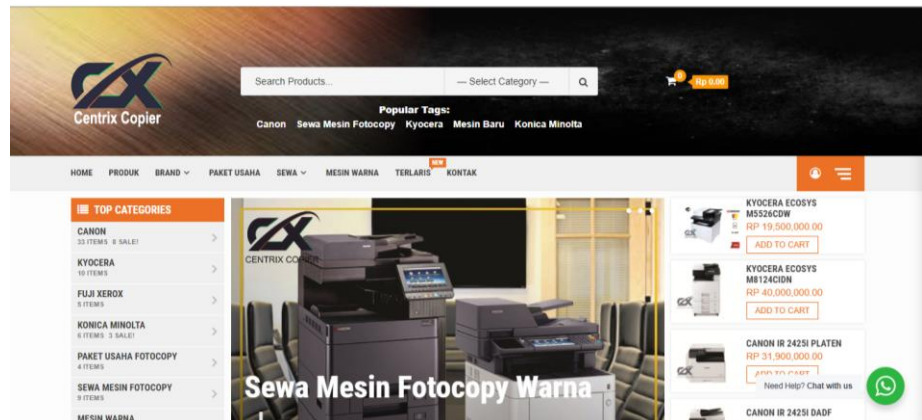 Centrix Copier
Search Products...
— Select Category —
0
Rp 0.00
Popular Tags:
Canon Sewa Mesin Fotocopy Kyocera Mesin Baru Konica Minolta
HOME PRODUK BRAND PAKET USAHA SEWA MESIN WARNA TERLARIS NEW KONTAK
TOP CATEGORIES
CANON
33 ITEMS 8 SALE!
KYOCERA
10 ITEMS
FUJI XEROX
5 ITEMS
KONICA MINOLTA
6 ITEMS 3 SALE!
PAKET USAHA FOTOCOPY
4 ITEMS
SEWA MESIN FOTOCOPY
9 ITEMS
MESIN WARNA
CENTRIX COPIER
Sewa Mesin Fotocopy Warna
KYOCERA ECOSYS
M5526CDW
RP 19,500,000.00
ADD TO CART
KYOCERA ECOSYS
M8124CIDN
RP 40,000,000.00
ADD TO CART
CANON IR 2425I PLATEN
RP 31,900,000.00
ADD TO CART
CANON IR 2425I DADF
Need Help? Chat with us